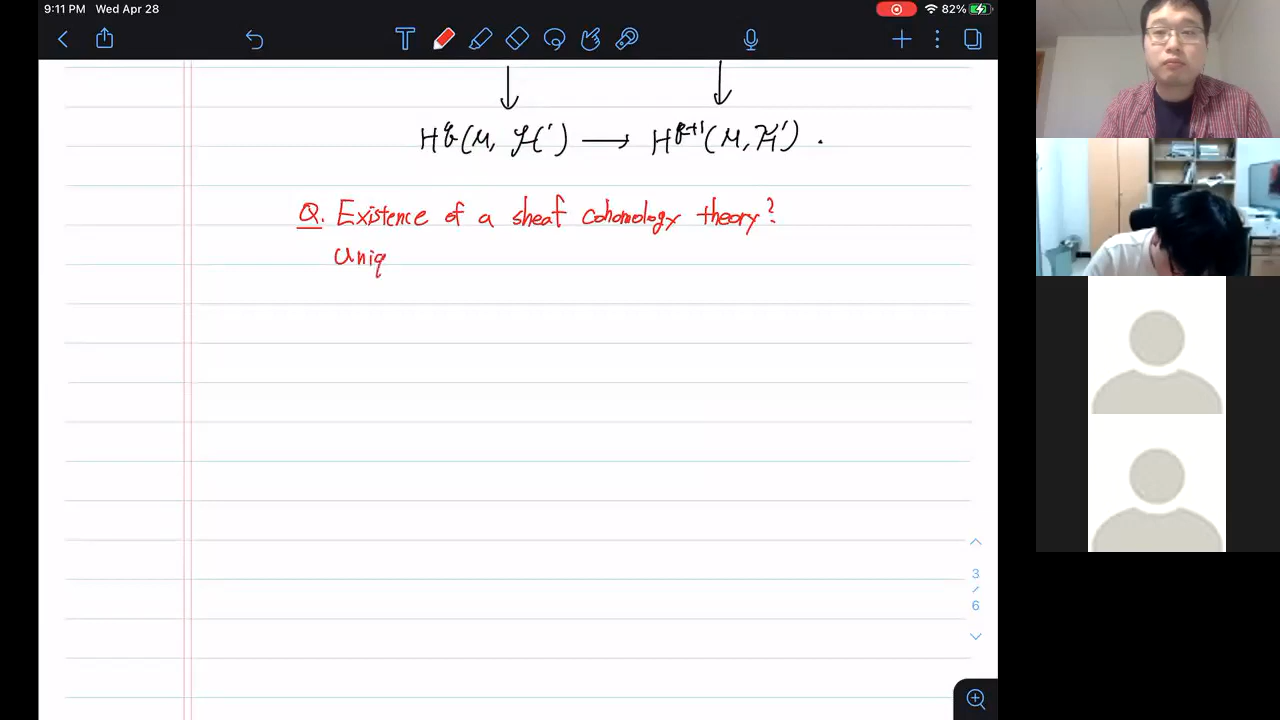 9:11 PM Wed Apr 28
82%
T
↓ ↓
H^q(M, ℋ') ⟶ H^{q+1}(M, ℱ') .
Q. Existence of a sheaf cohomology theory?
Uniq
3
/
6